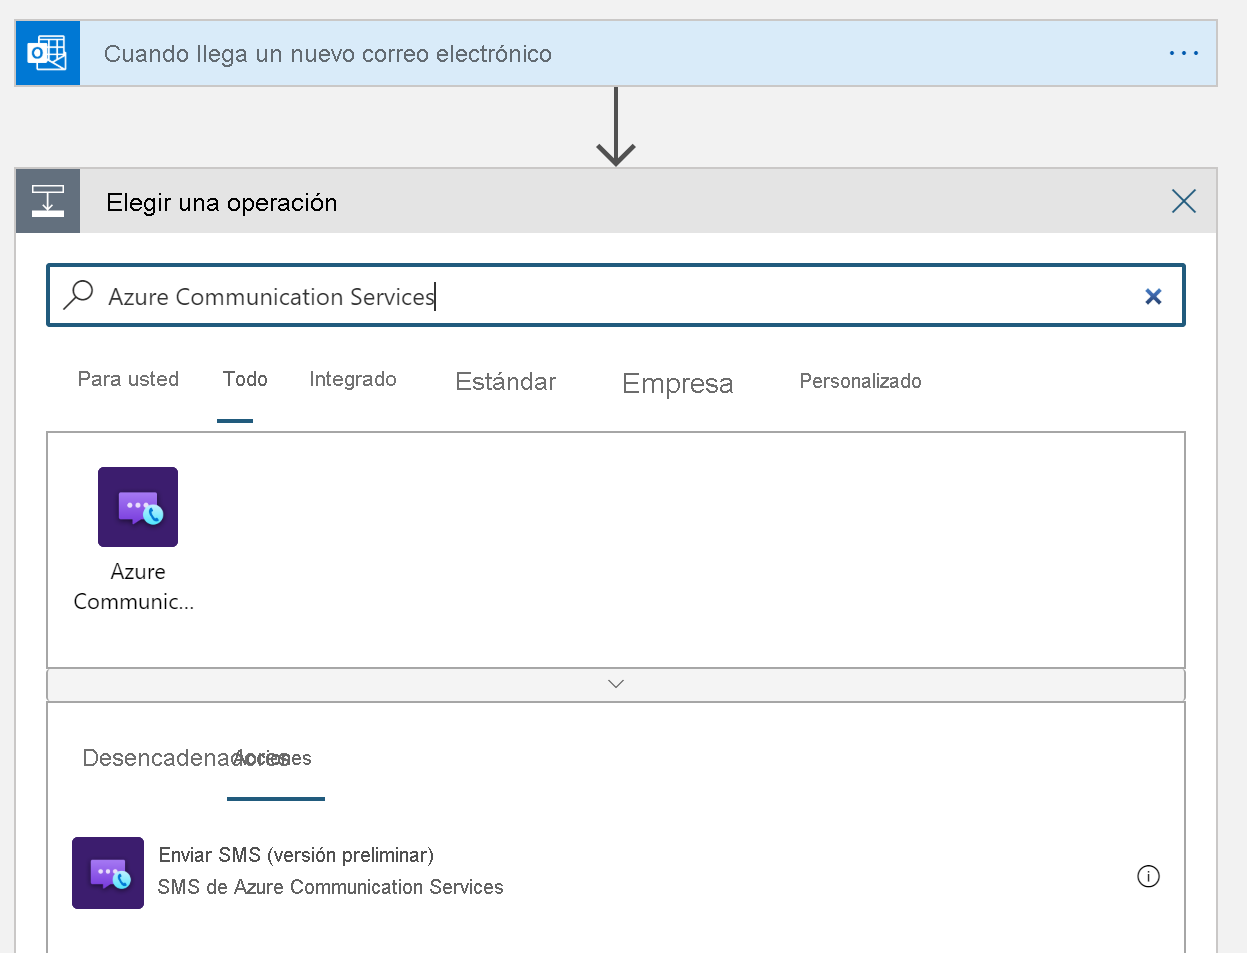 Cuando llega un nuevo correo electrónico
Elegir una operación
Azure Communication Services
Para usted Todo Integrado Estándar Empresa Personalizado
Azure
Communic...
Desencadenadores Acciones
Enviar SMS (versión preliminar)
SMS de Azure Communication Services